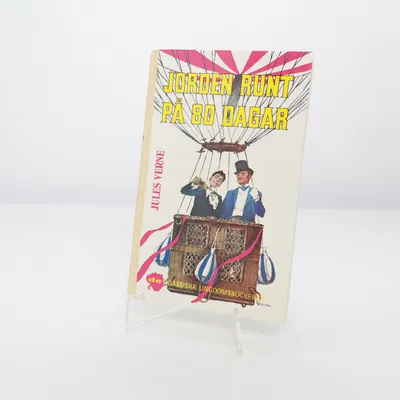 JORDEN RUNT
PÅ 80 DAGAR
JULES VERNE
de KLASSISKA UNGDOMSBÖCKERNA